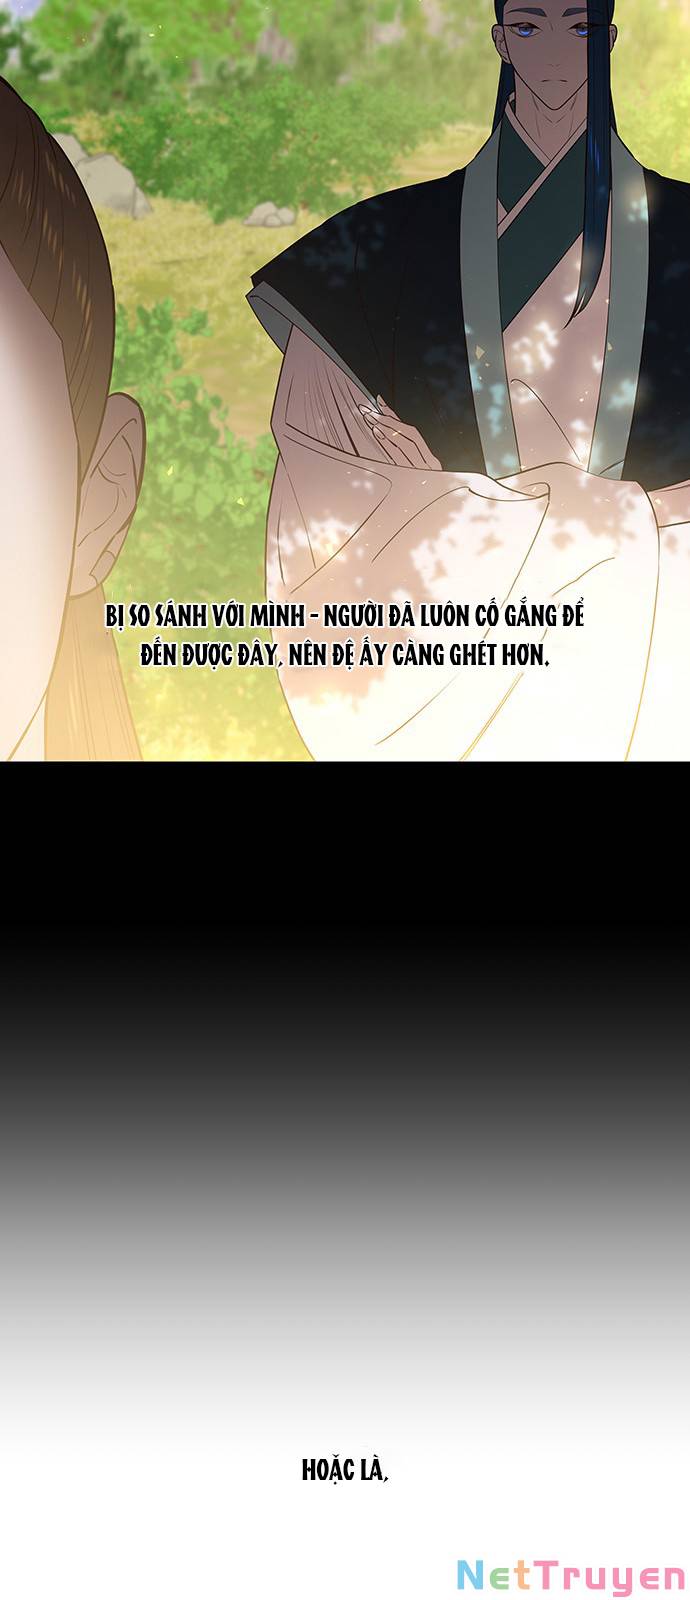 BỊ SO SÁNH VỚI MÌNH - NGƯỜI ĐÃ LUÔN CỐ GẮNG ĐỂ
ĐẾN ĐƯỢC ĐÂY, NÊN ĐỆ ẤY CÀNG GHÉT HƠN.
HOẶC LÀ,
NetTruyen